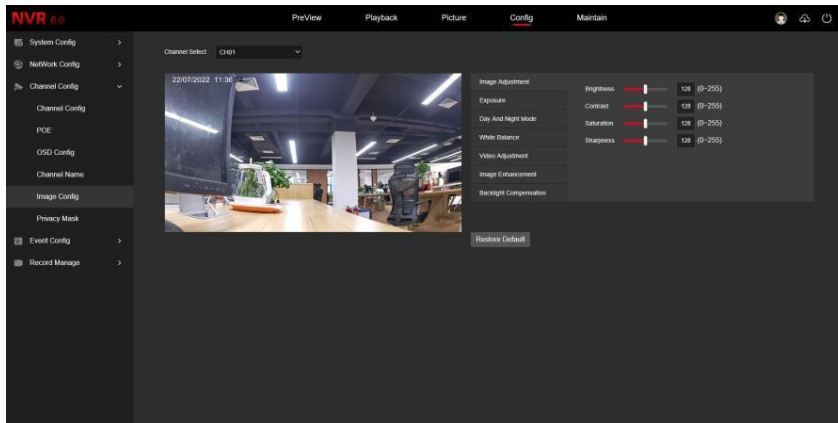 NVR 6.0
PreView
Playback
Picture
Config
Maintain
System Config
NetWork Config
Channel Config
Channel Config
POE
OSD Config
Channel Name
Image Config
Privacy Mask
Event Config
Record Manage
Channel Select CH01
22/07/2022 11:36
Image Adjustment
Exposure
Day And Night Mode
White Balance
Video Adjustment
Image Enhancement
Backlight Compensation
Brightness 128 (0~255)
Contrast 128 (0~255)
Saturation 128 (0~255)
Sharpness 128 (0~255)
Restore Default